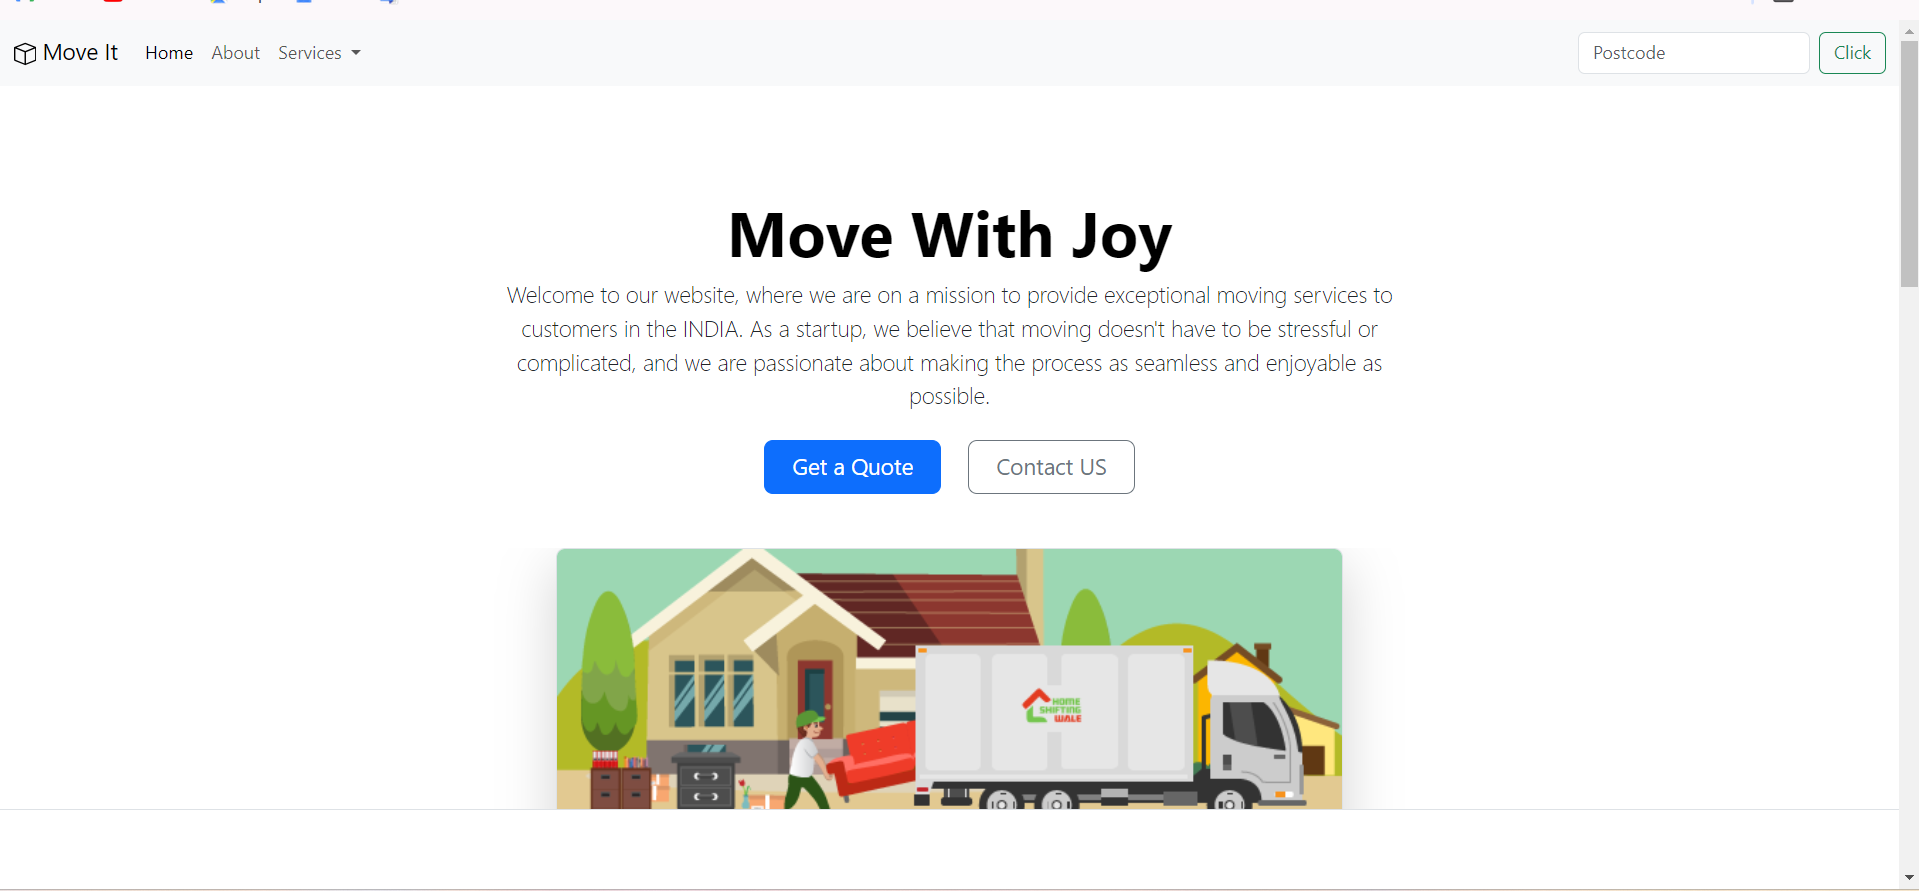 Move It Home About Services Postcode Click
Move With Joy
Welcome to our website, where we are on a mission to provide exceptional moving services to
customers in the INDIA. As a startup, we believe that moving doesn't have to be stressful or
complicated, and we are passionate about making the process as seamless and enjoyable as
possible.
Get a Quote Contact US
HOME
SHIFTING
WALE